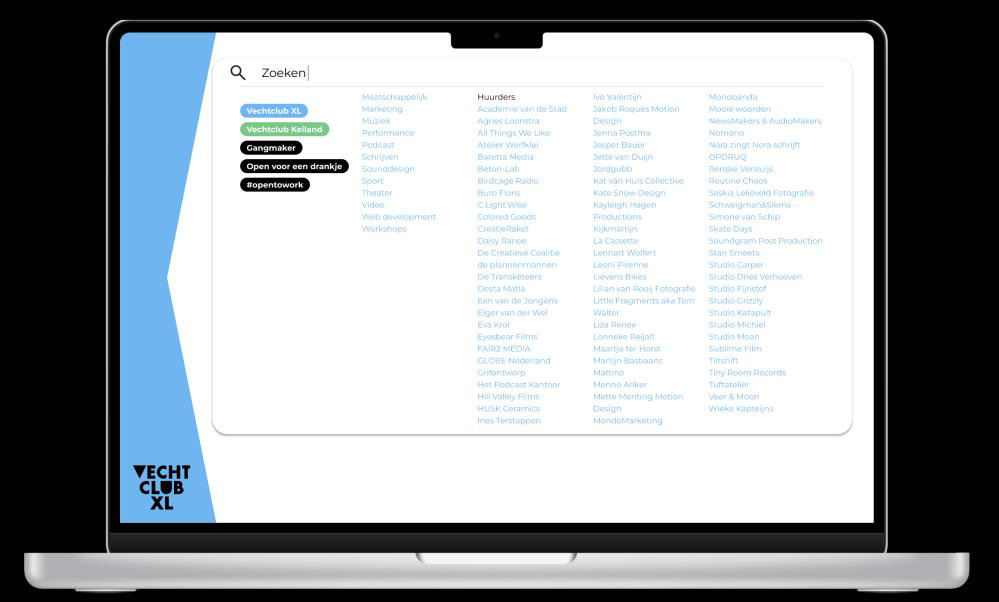 Zoeken
Vechtclub XL
Vechtclub Keiland
Gangmaker
Open voor een drankje
#opentowork
Maatschappelijk
Marketing
Muziek
Performance
Podcast
Schrijven
Sounddesign
Sport
Theater
Video
Web development
Workshops
Huurders
Academie van de Stad
Agnes Loonstra
All Things We Like
Atelier Werfklei
Baretta Media
Beton-Lab
Birdcage Radio
Buro Floris
C.Light.Wise
Colored Goods
CreatieRaket
Daisy Ranoe
De Creatieve Coalitie
de plannenmannen
De Transketeers
Desta Matla
Een van de Jongens
Elger van der Wel
Eva Krol
Eyesbear Films
FAIR2 MEDIA
GLOBE Nederland
Grifontwerp
Het Podcast Kantoor
Hill Valley Films
HUSK Ceramics
Ines Terstappen
Ivo Valentijn
Jakob Roques Motion
Design
Jenna Postma
Jesper Bauer
Jette van Duijn
Jordgubb
Kat van Huis Collective
Kate Snow Design
Kayleigh Hagen
Productions
Kijkmartijn
La Cassette
Lennart Wolfert
Leoni Pirenne
Lievens Bikes
Lilian van Rooij Fotografie
Little Fragments aka Tom
Walter
Liza Renee
Lonneke Reijalt
Maartje ter Horst
Martijn Bastiaans
Mattino
Menno Anker
Mette Menting Motion
Design
MondoMarketing
Monobanda
Mooie woorden
NewsMakers & AudioMakers
Nomono
Nora zingt Nora schrijft
OPDRUQ
Renske Versluijs
Routine Chaos
Saskia Lelieveld Fotografie
Schweigman&Siems -
Simone van Schip
Skate Days
Soundgram Post Production
Stan Smeets
Studio Carper
Studio Dries Verhoeven
Studio Fijnstof
Studio Grizzly
Studio Katapult
Studio Michiel
Studio Moan
Sublime Film
Tiltshift
Tiny Room Records
Tuftatelier
Veer & Moon
Wieke Kapteijns
VECHT
CLUB
XL